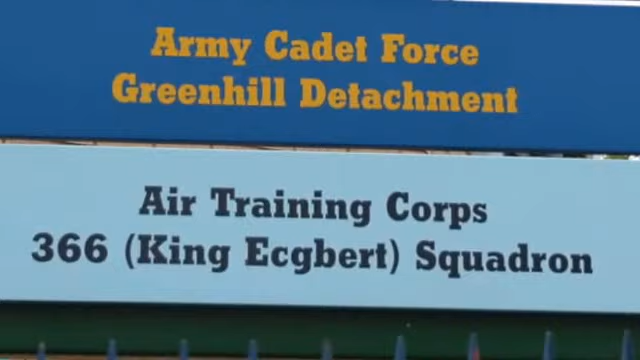 Army Cadet Force
Greenhill Detachment
Air Training Corps
366 (King Ecgbert) Squadron